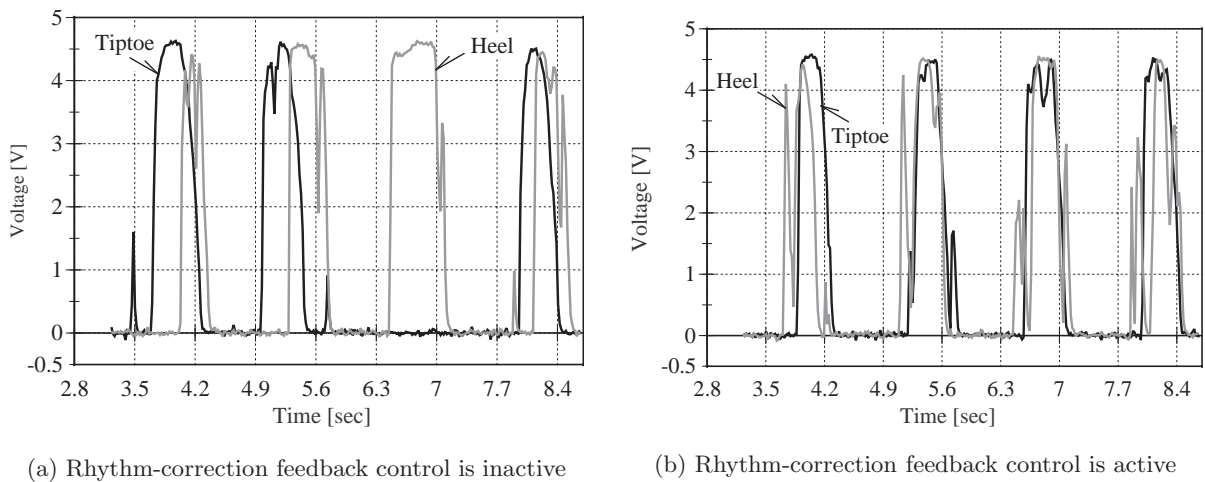 5
4
3
2
1
0
-0.5
2.8 3.5 4.2 4.9 5.6 6.3 7 7.7 8.4
Voltage [V]
Time [sec]
Tiptoe
Heel
(a) Rhythm-correction feedback control is inactive
5
4
3
2
1
0
-0.5
2.8 3.5 4.2 4.9 5.6 6.3 7 7.7 8.4
Voltage [V]
Time [sec]
Heel
Tiptoe
(b) Rhythm-correction feedback control is active